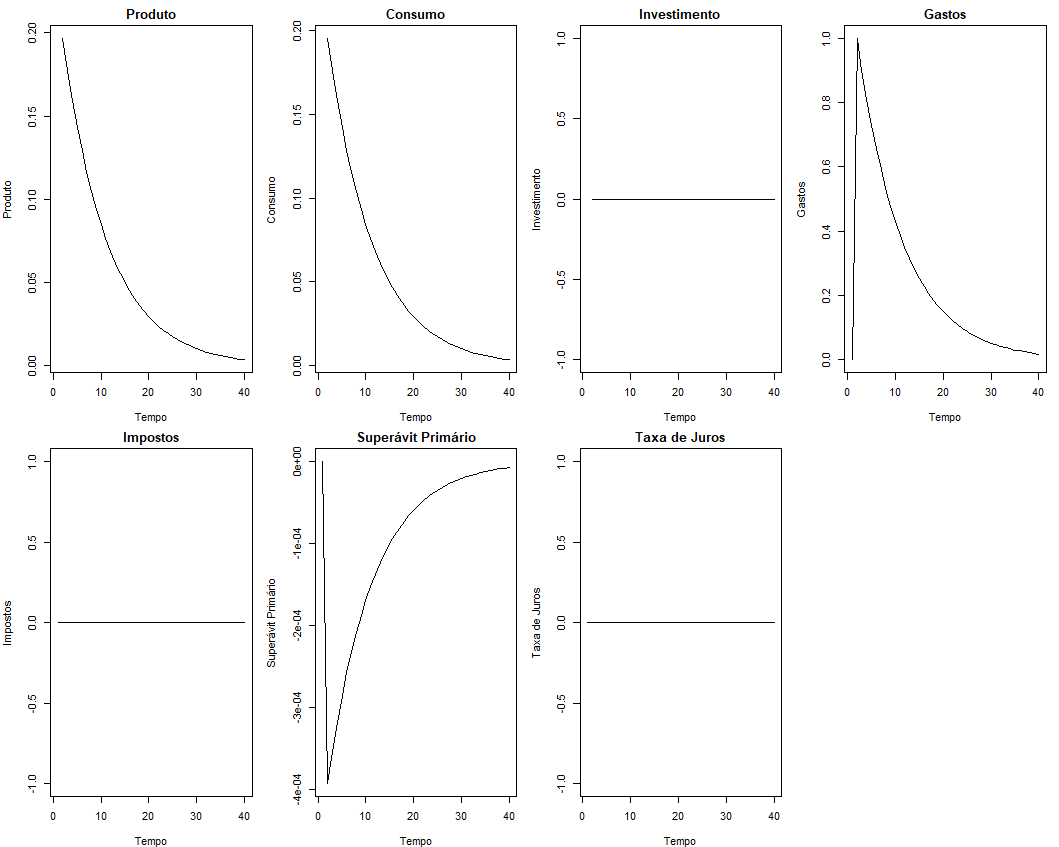 Produto
Produto
0.00 0.05 0.10 0.15 0.20
0 10 20 30 40
Tempo
Consumo
Consumo
0.00 0.05 0.10 0.15 0.20
0 10 20 30 40
Tempo
Investimento
Investimento
-1.0 -0.5 0.0 0.5 1.0
0 10 20 30 40
Tempo
Gastos
Gastos
0.0 0.2 0.4 0.6 0.8 1.0
0 10 20 30 40
Tempo
Impostos
Impostos
-1.0 -0.5 0.0 0.5 1.0
0 10 20 30 40
Tempo
Superávit Primário
Superávit Primário
-4e-04 -3e-04 -2e-04 -1e-04 0e+00
0 10 20 30 40
Tempo
Taxa de Juros
Taxa de Juros
-1.0 -0.5 0.0 0.5 1.0
0 10 20 30 40
Tempo